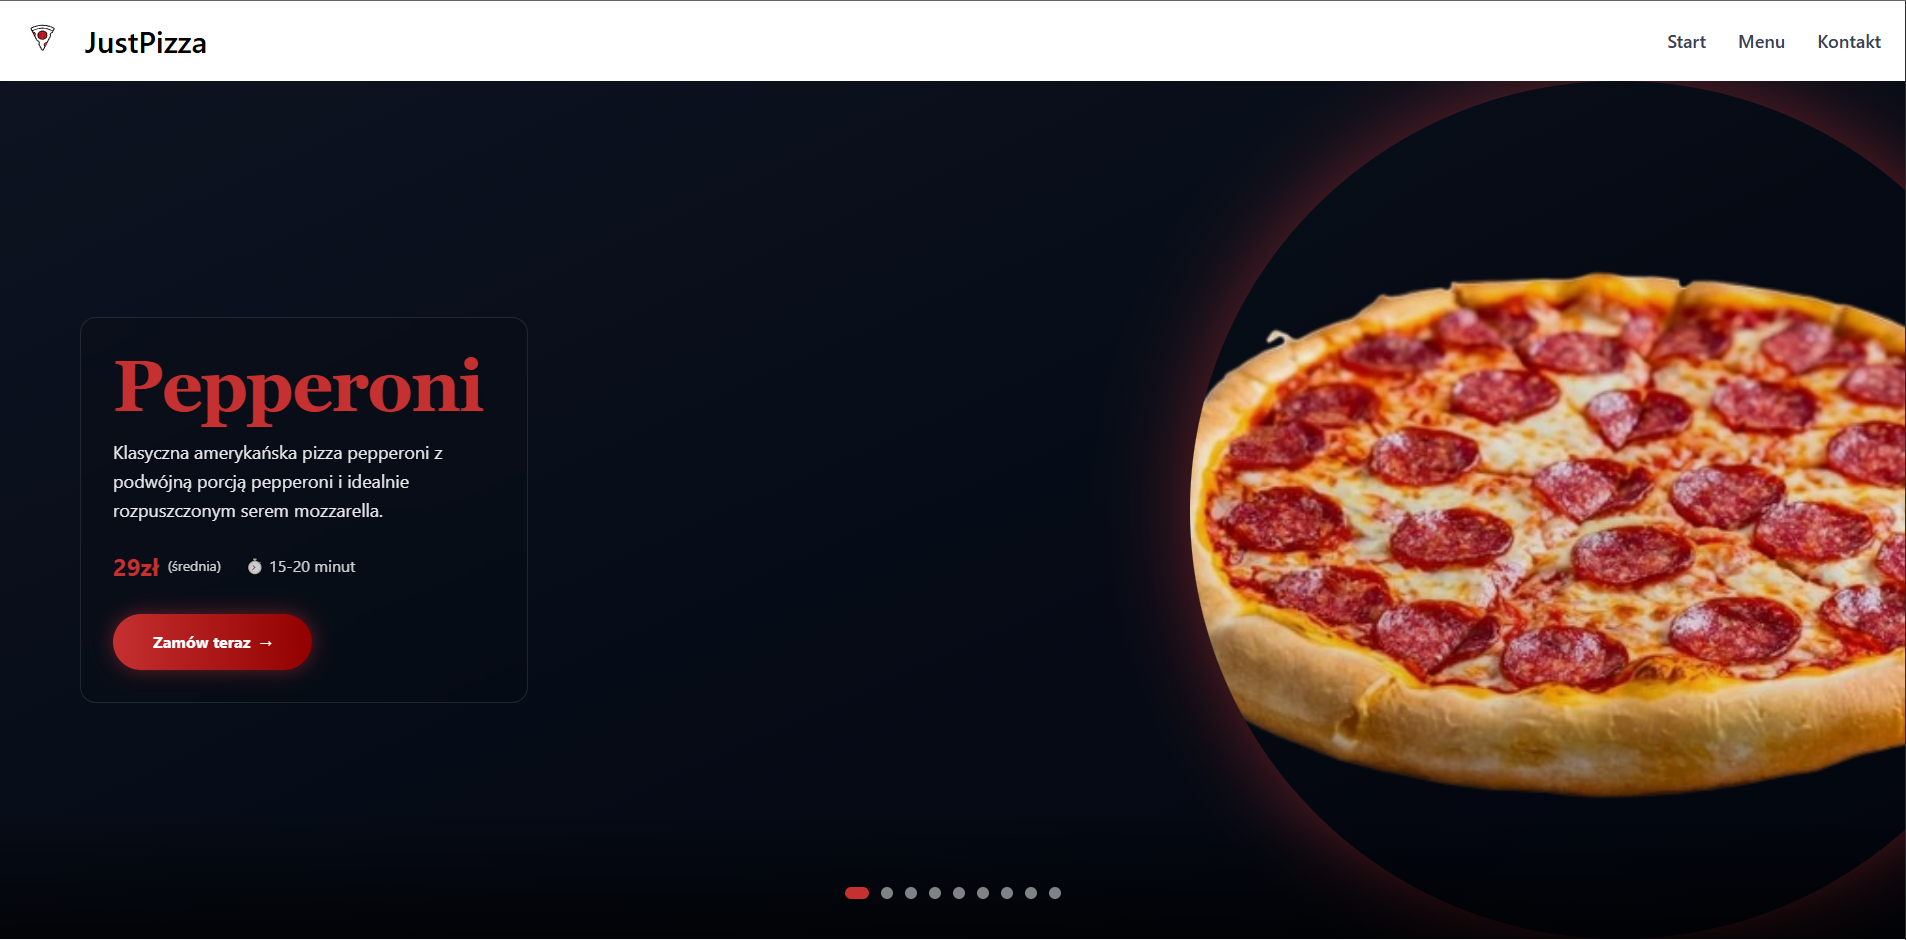 JustPizza
Start
Menu
Kontakt
Pepperoni
Klasyczna amerykańska pizza pepperoni z
podwójną porcją pepperoni i idealnie
rozpuszczonym serem mozzarella.
29zł (średnia) 15-20 minut
Zamów teraz →